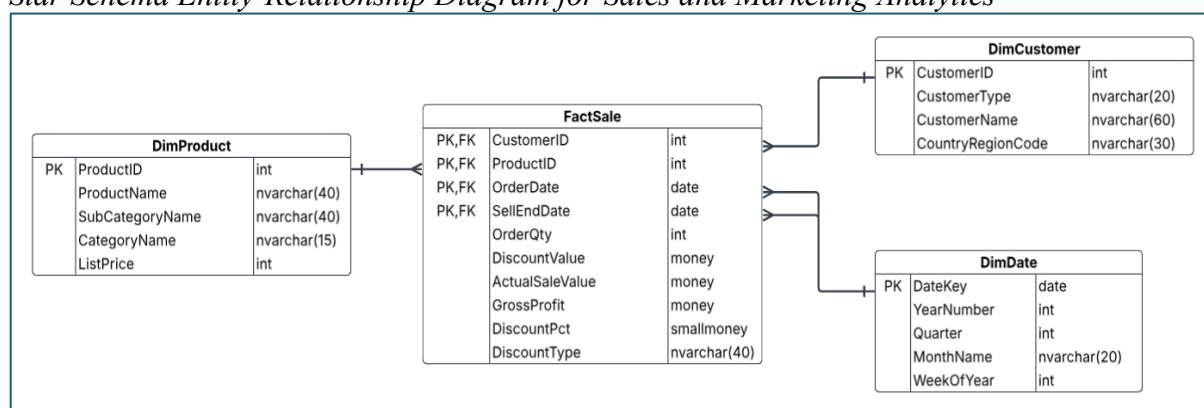 Star Schema Entity-Relationship Diagram for Sales and Marketing Analytics
DimProduct
PK ProductID int
ProductName nvarchar(40)
SubCategoryName nvarchar(40)
CategoryName nvarchar(15)
ListPrice int
FactSale
PK,FK CustomerID int
PK,FK ProductID int
PK,FK OrderDate date
PK,FK SellEndDate date
OrderQty int
DiscountValue money
ActualSaleValue money
GrossProfit money
DiscountPct smallmoney
DiscountType nvarchar(40)
DimCustomer
PK CustomerID int
CustomerType nvarchar(20)
CustomerName nvarchar(60)
CountryRegionCode nvarchar(30)
DimDate
PK DateKey date
YearNumber int
Quarter int
MonthName nvarchar(20)
WeekOfYear int